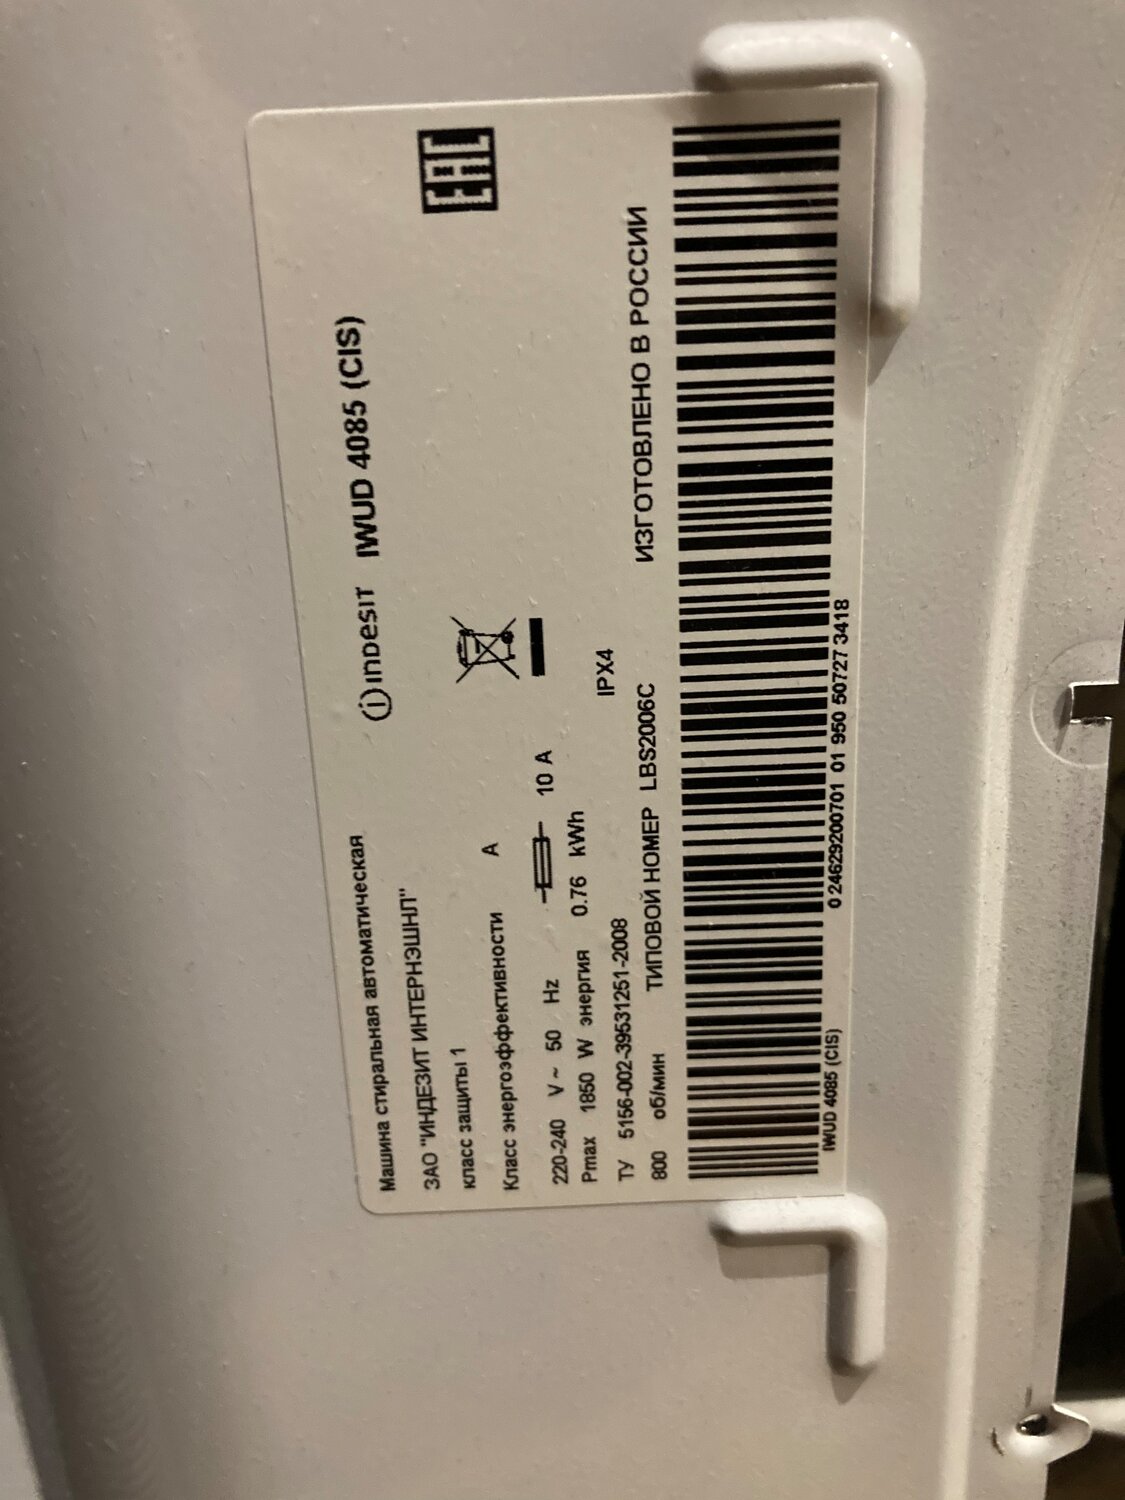 Машина стиральная автоматическая
indesit IWUD 4085 (CIS)
ЗАО "ИНДЕЗИТ ИНТЕРНЭШНЛ"
EAC
класс защиты 1
Класс энергоэффективности A
220-240 V ~ 50 Hz 10 A
Pmax 1850 W энергия 0.76 kWh
ТУ 5156-002-39531251-2008 IPX4
800 об/мин ТИПОВОЙ НОМЕР LBS2006C ИЗГОТОВЛЕНО В РОССИИ
IWUD 4085 (CIS) 0 24629200701 01 950 50727 3418